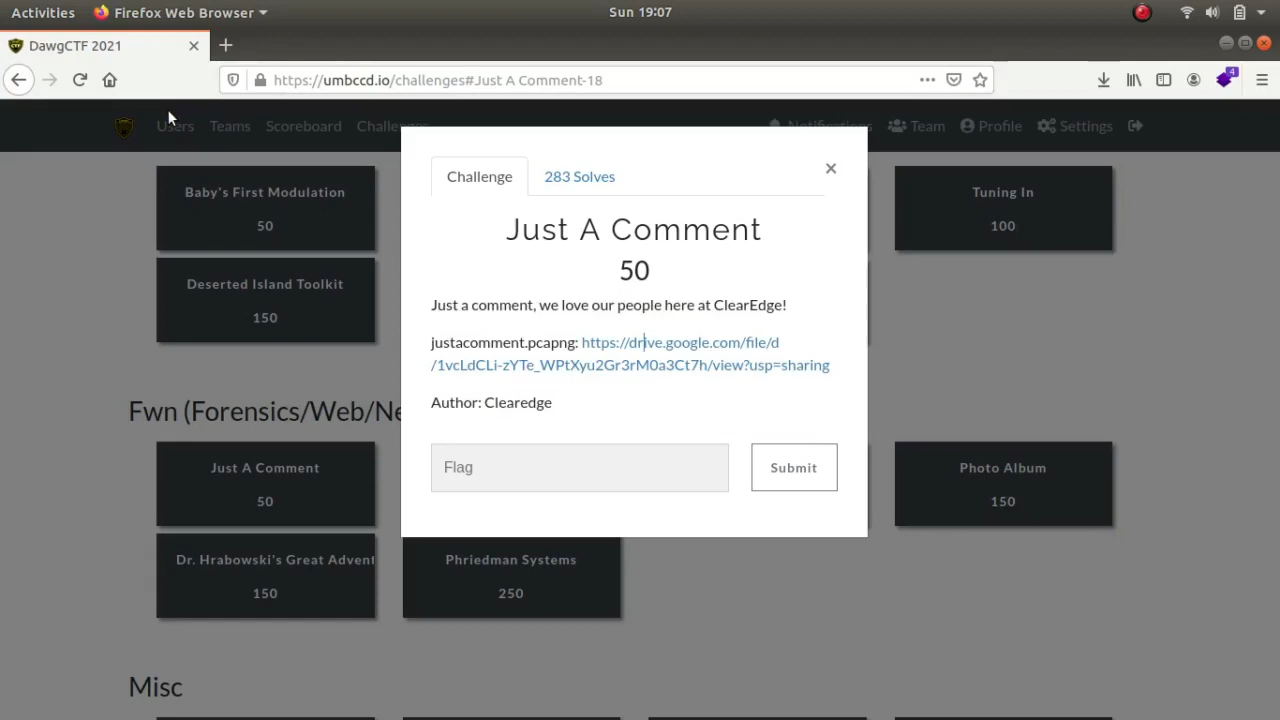 Activities Firefox Web Browser Sun 19:07
DawgCTF 2021
https://umbccd.io/challenges#Just A Comment-18
4
Users Teams Scoreboard Challenges Notifications Team Profile Settings
Challenge 283 Solves ×
Just A Comment
50
Just a comment, we love our people here at ClearEdge!
justacomment.pcapng: https://drive.google.com/file/d
/1vcLdCLi-zYTe_WPtXyu2Gr3rM0a3Ct7h/view?usp=sharing
Author: Clearedge
Flag Submit
Baby's First Modulation
50
Tuning In
100
Deserted Island Toolkit
150
Fwn (Forensics/Web/Ne
Just A Comment
50
Photo Album
150
Dr. Hrabowski's Great Advent
150
Phriedman Systems
250
Misc